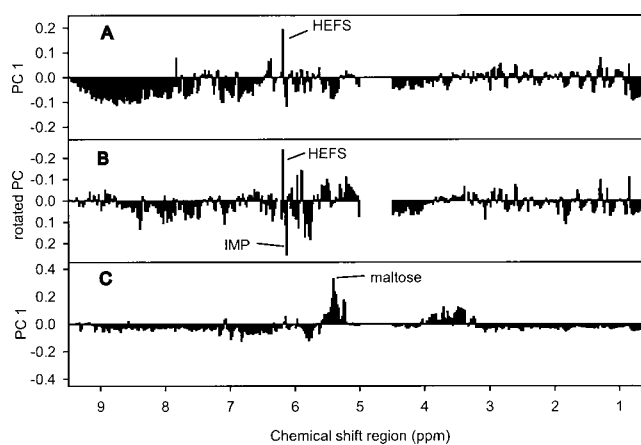 A
HEFS
PC 1
0.2
0.1
0.0
-0.1
0.2
B
HEFS
IMP
rotated PC
-0.2
-0.1
0.0
0.1
0.2
C
maltose
PC 1
0.4
0.2
0.0
-0.2
-0.4
9 8 7 6 5 4 3 2 1
Chemical shift region (ppm)